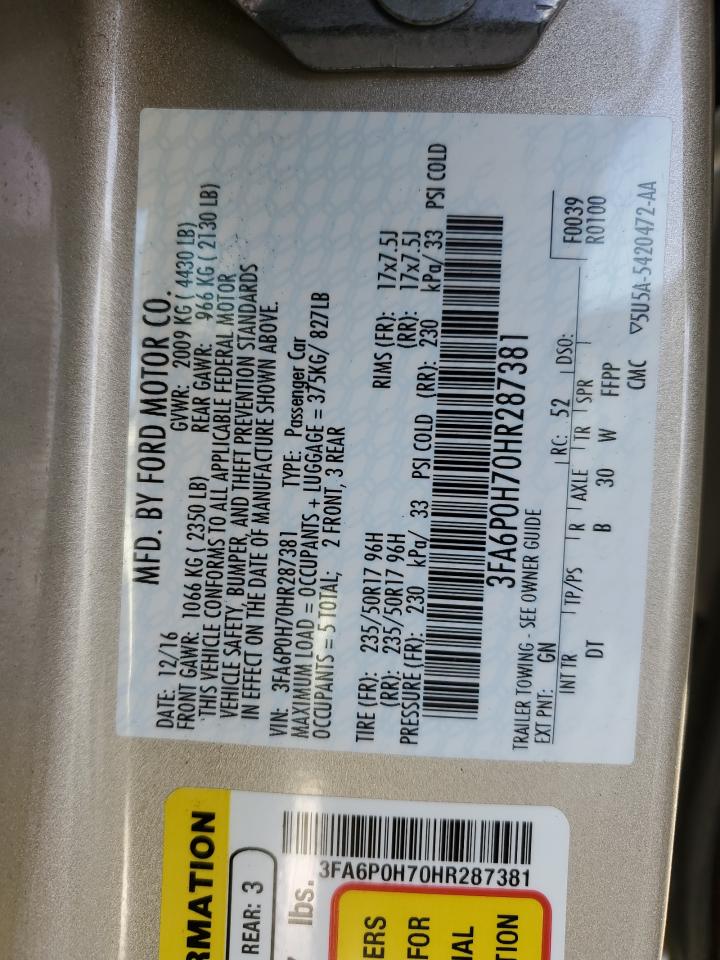 MFD. BY FORD MOTOR CO.
DATE: 12/16 GVWR: 2009 KG ( 4430 LB)
FRONT GAWR: 1066 KG ( 2350 LB) REAR GAWR: 966 KG ( 2130 LB)
THIS VEHICLE CONFORMS TO ALL APPLICABLE FEDERAL MOTOR
VEHICLE SAFETY, BUMPER, AND THEFT PREVENTION STANDARDS
IN EFFECT ON THE DATE OF MANUFACTURE SHOWN ABOVE.
VIN: 3FA6P0H70HR287381 TYPE: Passenger Car
MAXIMUM LOAD = OCCUPANTS + LUGGAGE = 375KG/ 827LB
OCCUPANTS = 5 TOTAL; 2 FRONT, 3 REAR
TIRE (FR): 235/50R17 96H RIMS (FR): 17x7.5J
(RR): 235/50R17 96H (RR): 17x7.5J
PRESSURE (FR): 230 kPa/ 33 PSI COLD (RR): 230 kPa/ 33 PSI COLD
3FA6P0H70HR287381
TRAILER TOWING - SEE OWNER GUIDE
EXT PNT: GN RC: 52 DSO: F0039
R0100
INT TR TP/PS R AXLE TR SPR
DT B 30 W FFPP
CMC ▽5U5A-5420472-AA
RMATION
REAR: 3
lbs.
3FA6P0H70HR287381
ERS
FOR
NAL
TION